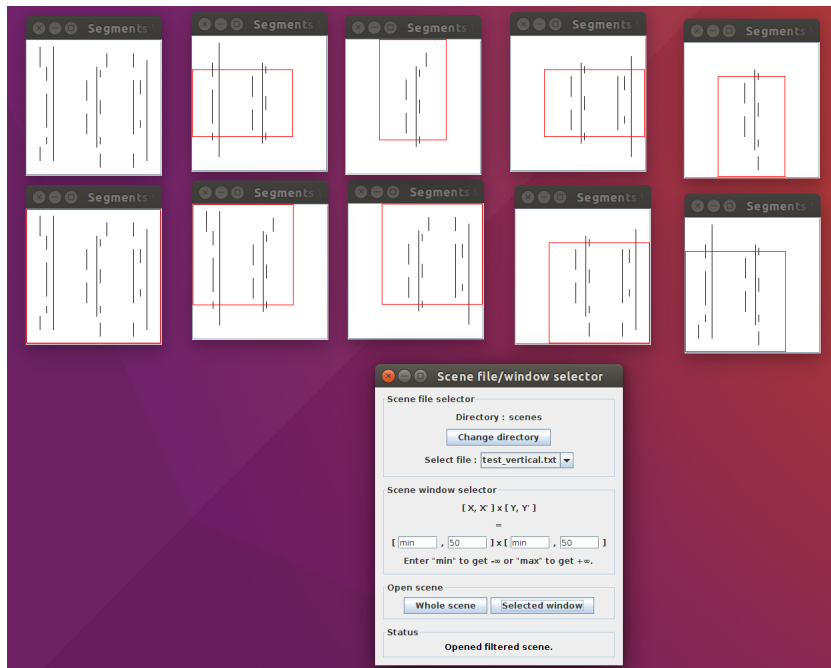 Segments
Segments
Segments
Segments
Segments
Segments
Segments
Segments
Segments
Segments
Scene file/window selector
Scene file selector
Directory : scenes
Change directory
Select file : test_vertical.txt
Scene window selector
[ X, X' ] x [ Y, Y' ]
=
[ min , 50 ] x [ min , 50 ]
Enter "min" to get -∞ or "max" to get +∞.
Open scene
Whole scene Selected window
Status
Opened filtered scene.